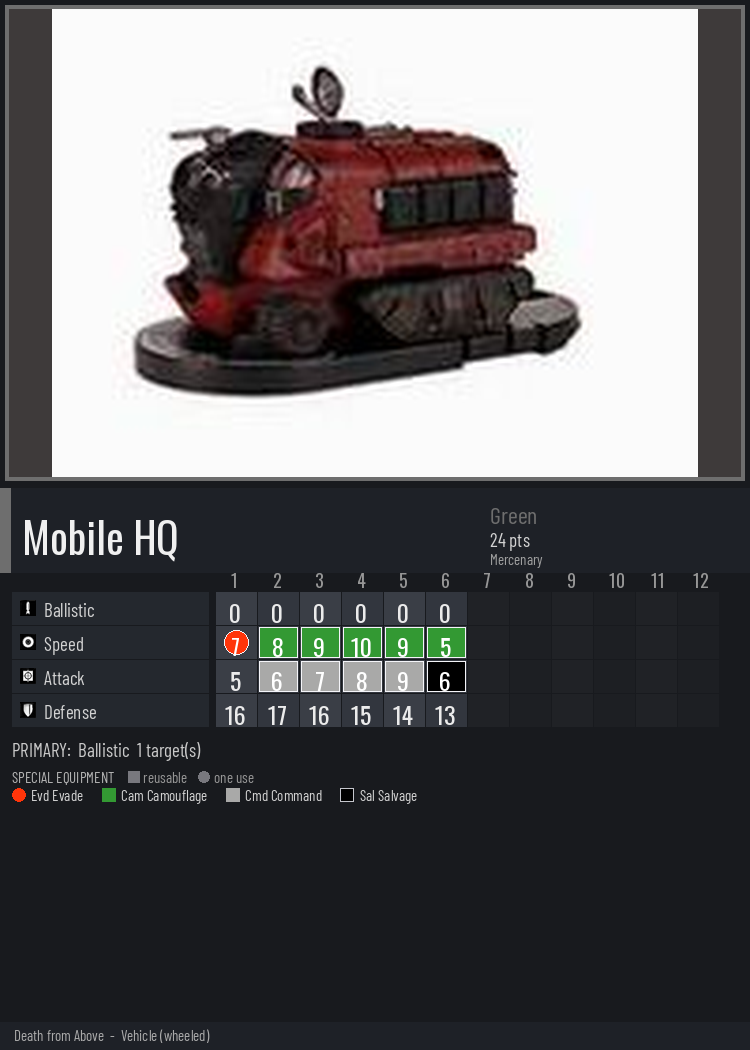 Mobile HQ
Green
24 pts
Mercenary
1 2 3 4 5 6 7 8 9 10 11 12
Ballistic 0 0 0 0 0 0
Speed 7 8 9 10 9 5
Attack 5 6 7 8 9 6
Defense 16 17 16 15 14 13
PRIMARY: Ballistic 1 target(s)
SPECIAL EQUIPMENT reusable one use
Evd Evade Cam Camouflage Cmd Command Sal Salvage
Death from Above - Vehicle (wheeled)